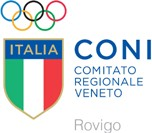 ITALIA
CONI
COMITATO
REGIONALE
VENETO
Rovigo